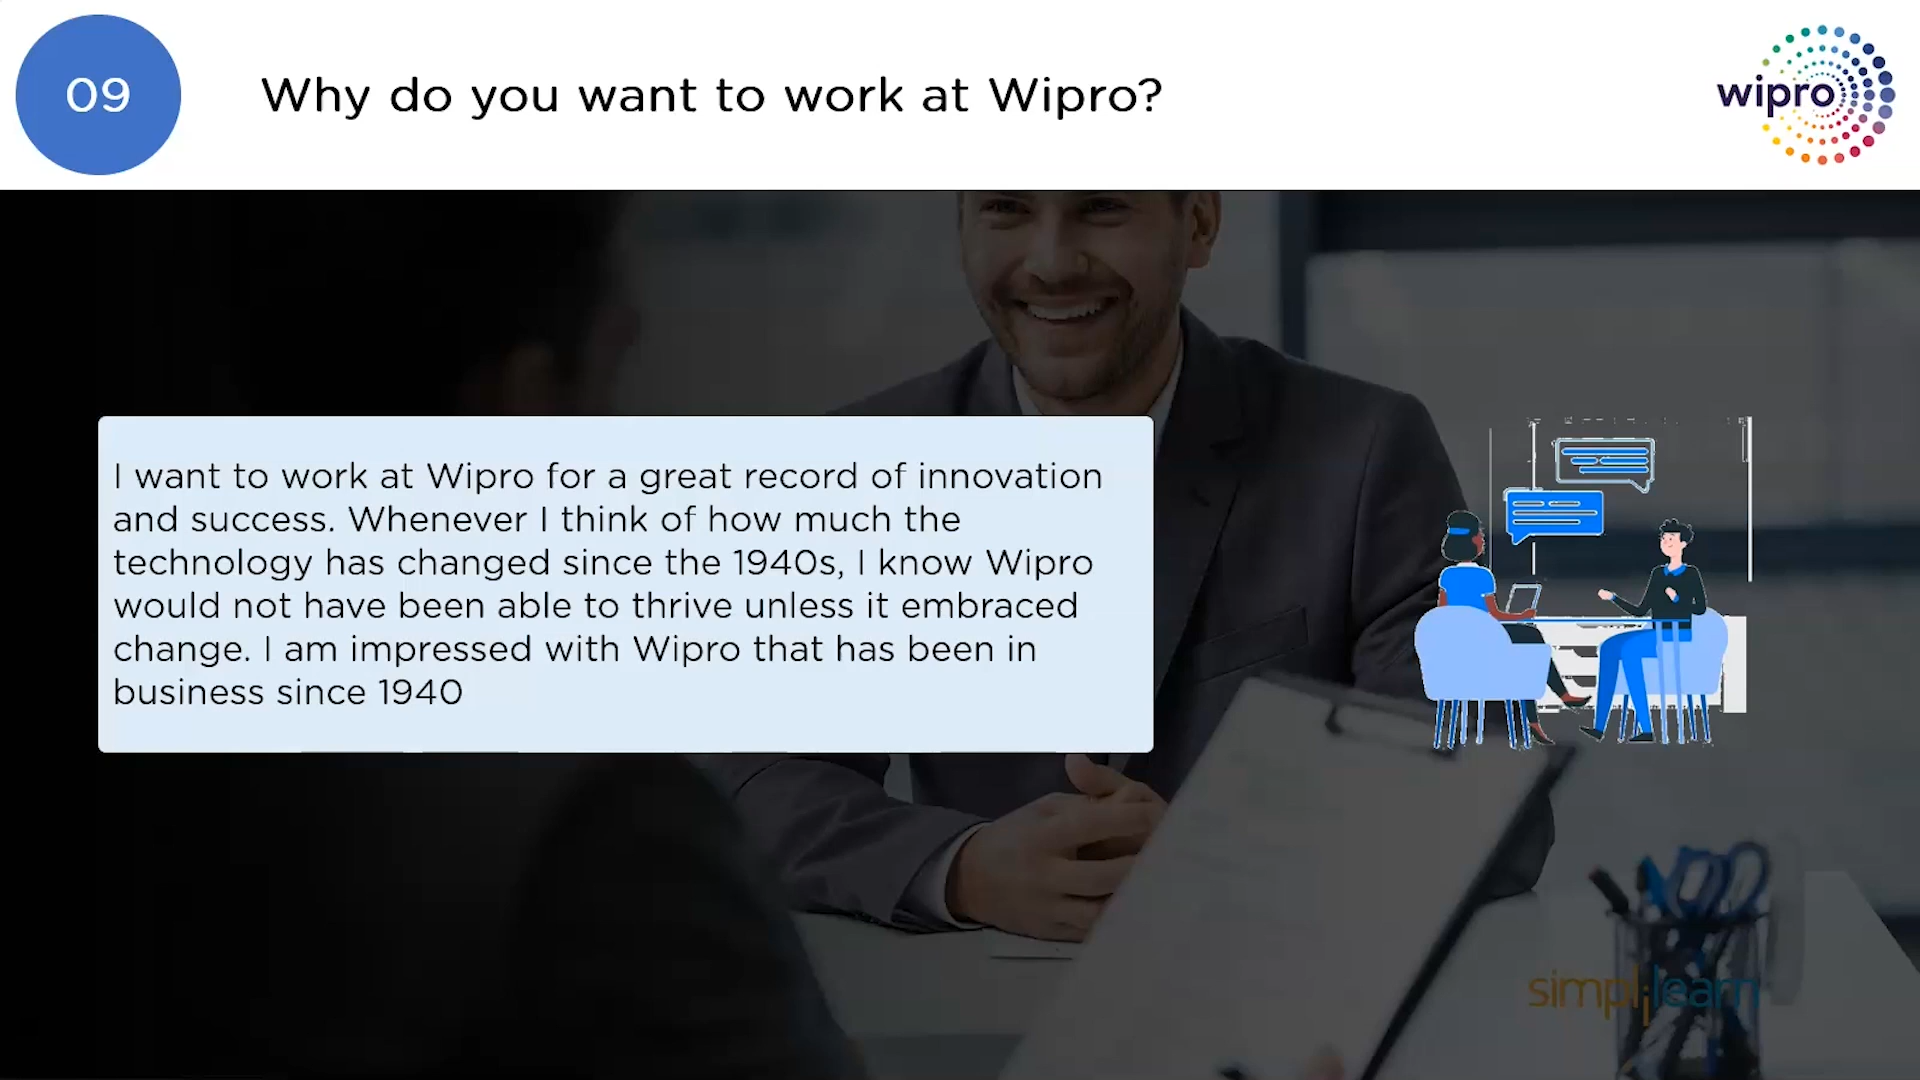 09
Why do you want to work at Wipro?
wipro
I want to work at Wipro for a great record of innovation
and success. Whenever I think of how much the
technology has changed since the 1940s, I know Wipro
would not have been able to thrive unless it embraced
change. I am impressed with Wipro that has been in
business since 1940
simplilearn